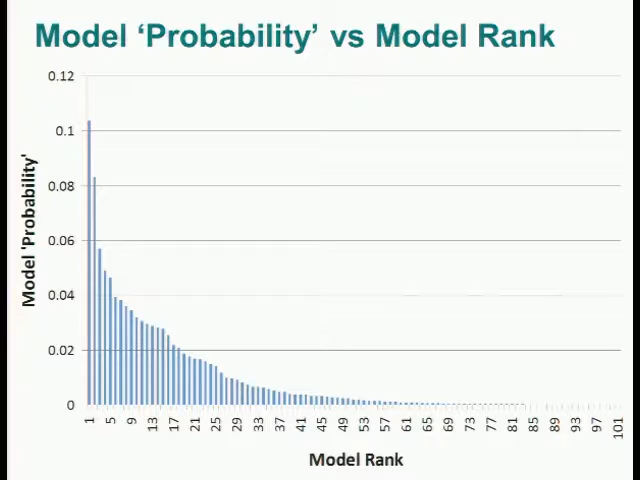 Model ‘Probability’ vs Model Rank
0.12
0.1
0.08
0.06
0.04
0.02
0
Model 'Probability'
1 5 9 13 17 21 25 29 33 37 41 45 49 53 57 61 65 69 73 77 81 85 89 93 97 101
Model Rank